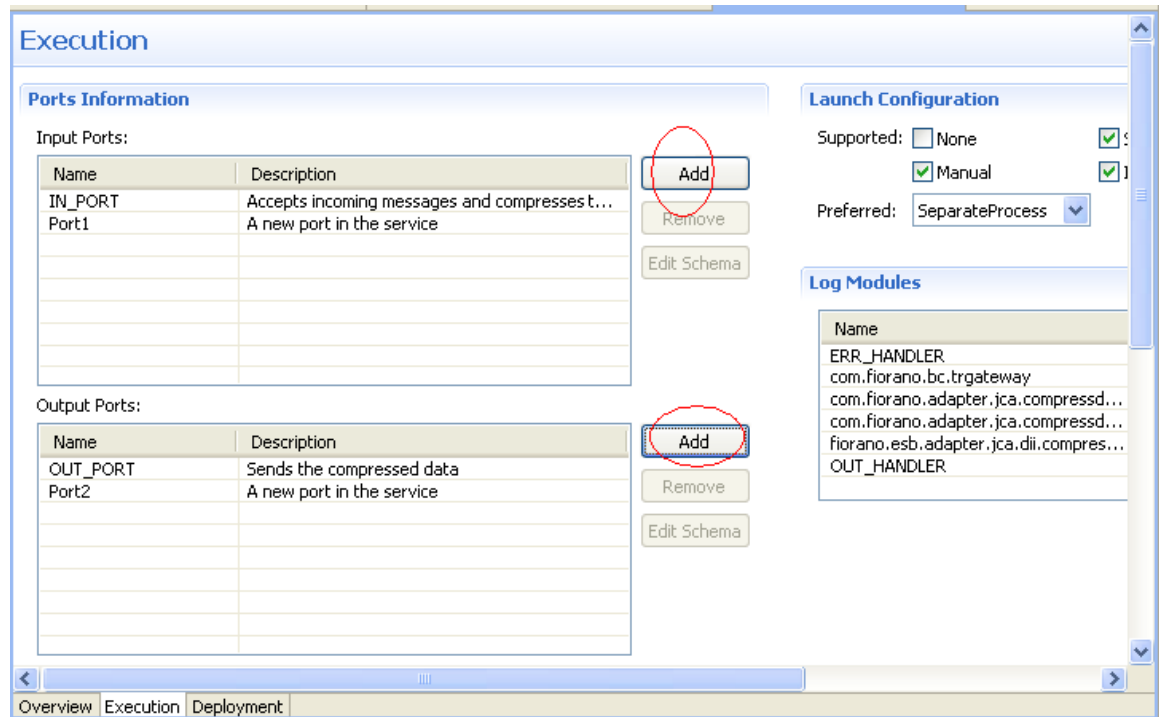 Execution
Ports Information
Input Ports:
Name Description
IN_PORT Accepts incoming messages and compresses t...
Port1 A new port in the service
Add
Remove
Edit Schema
Output Ports:
Name Description
OUT_PORT Sends the compressed data
Port2 A new port in the service
Add
Remove
Edit Schema
Launch Configuration
Supported: None
Manual
Preferred: SeparateProcess
Log Modules
Name
ERR_HANDLER
com.fiorano.bc.trgateway
com.fiorano.adapter.jca.compressd...
com.fiorano.adapter.jca.compressd...
fiorano.esb.adapter.jca.dii.compres...
OUT_HANDLER
Overview Execution Deployment